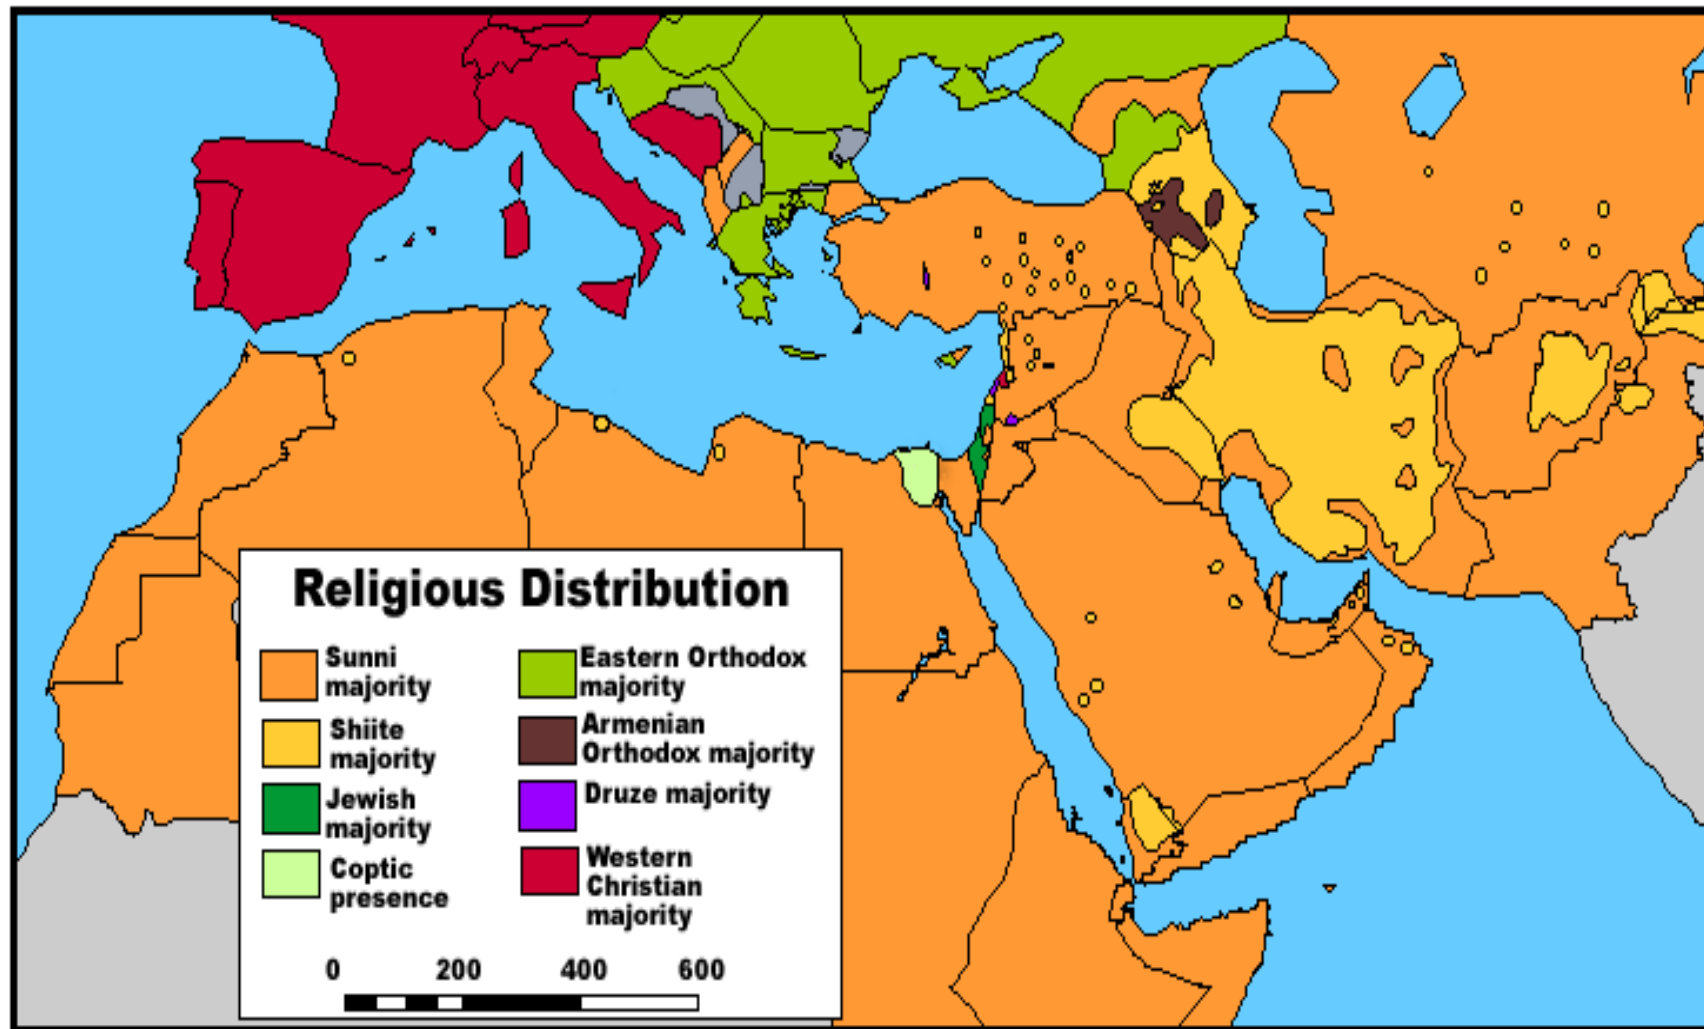 Religious Distribution
Sunni
majority
Shiite
majority
Jewish
majority
Coptic
presence
Eastern Orthodox
majority
Armenian
Orthodox majority
Druze majority
Western
Christian
majority
0 200 400 600